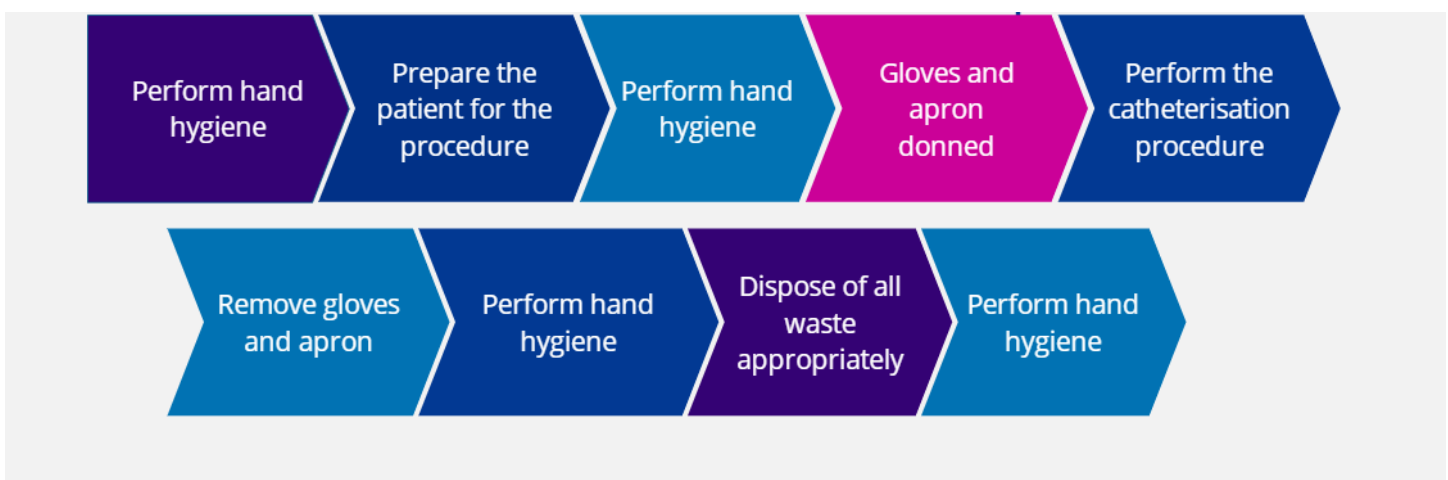 Perform hand
hygiene
Prepare the
patient for the
procedure
Perform hand
hygiene
Gloves and
apron
donned
Perform the
catheterisation
procedure
Remove gloves
and apron
Perform hand
hygiene
Dispose of all
waste
appropriately
Perform hand
hygiene